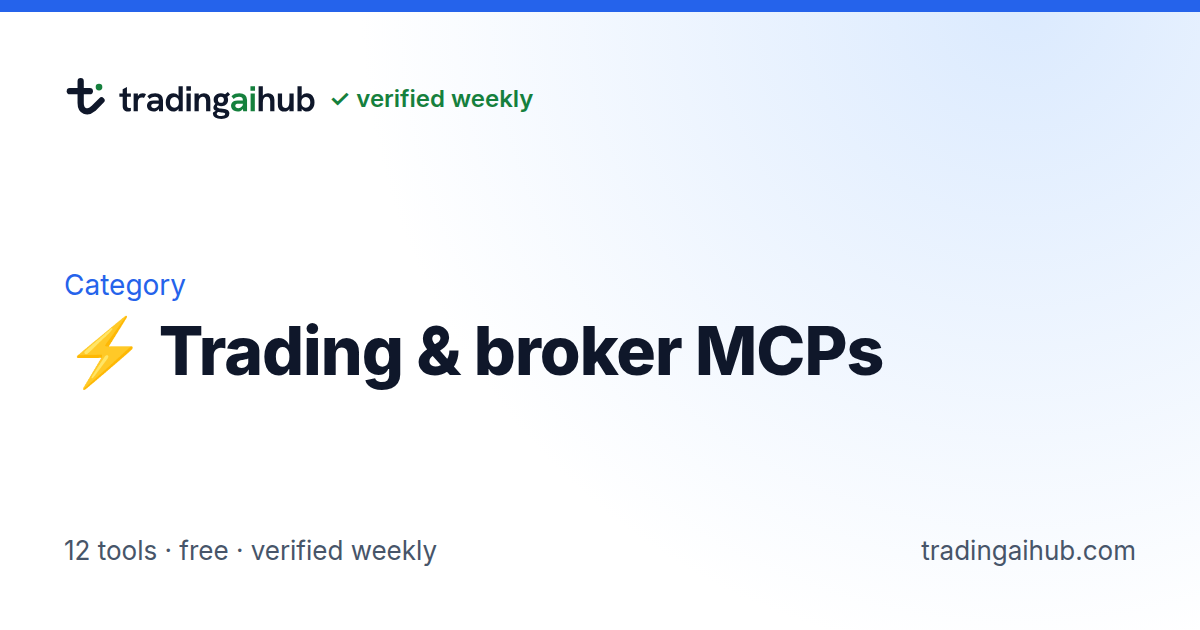 tradingaihub ✓ verified weekly
Category
⚡ Trading & broker MCPs
12 tools · free · verified weekly
tradingaihub.com